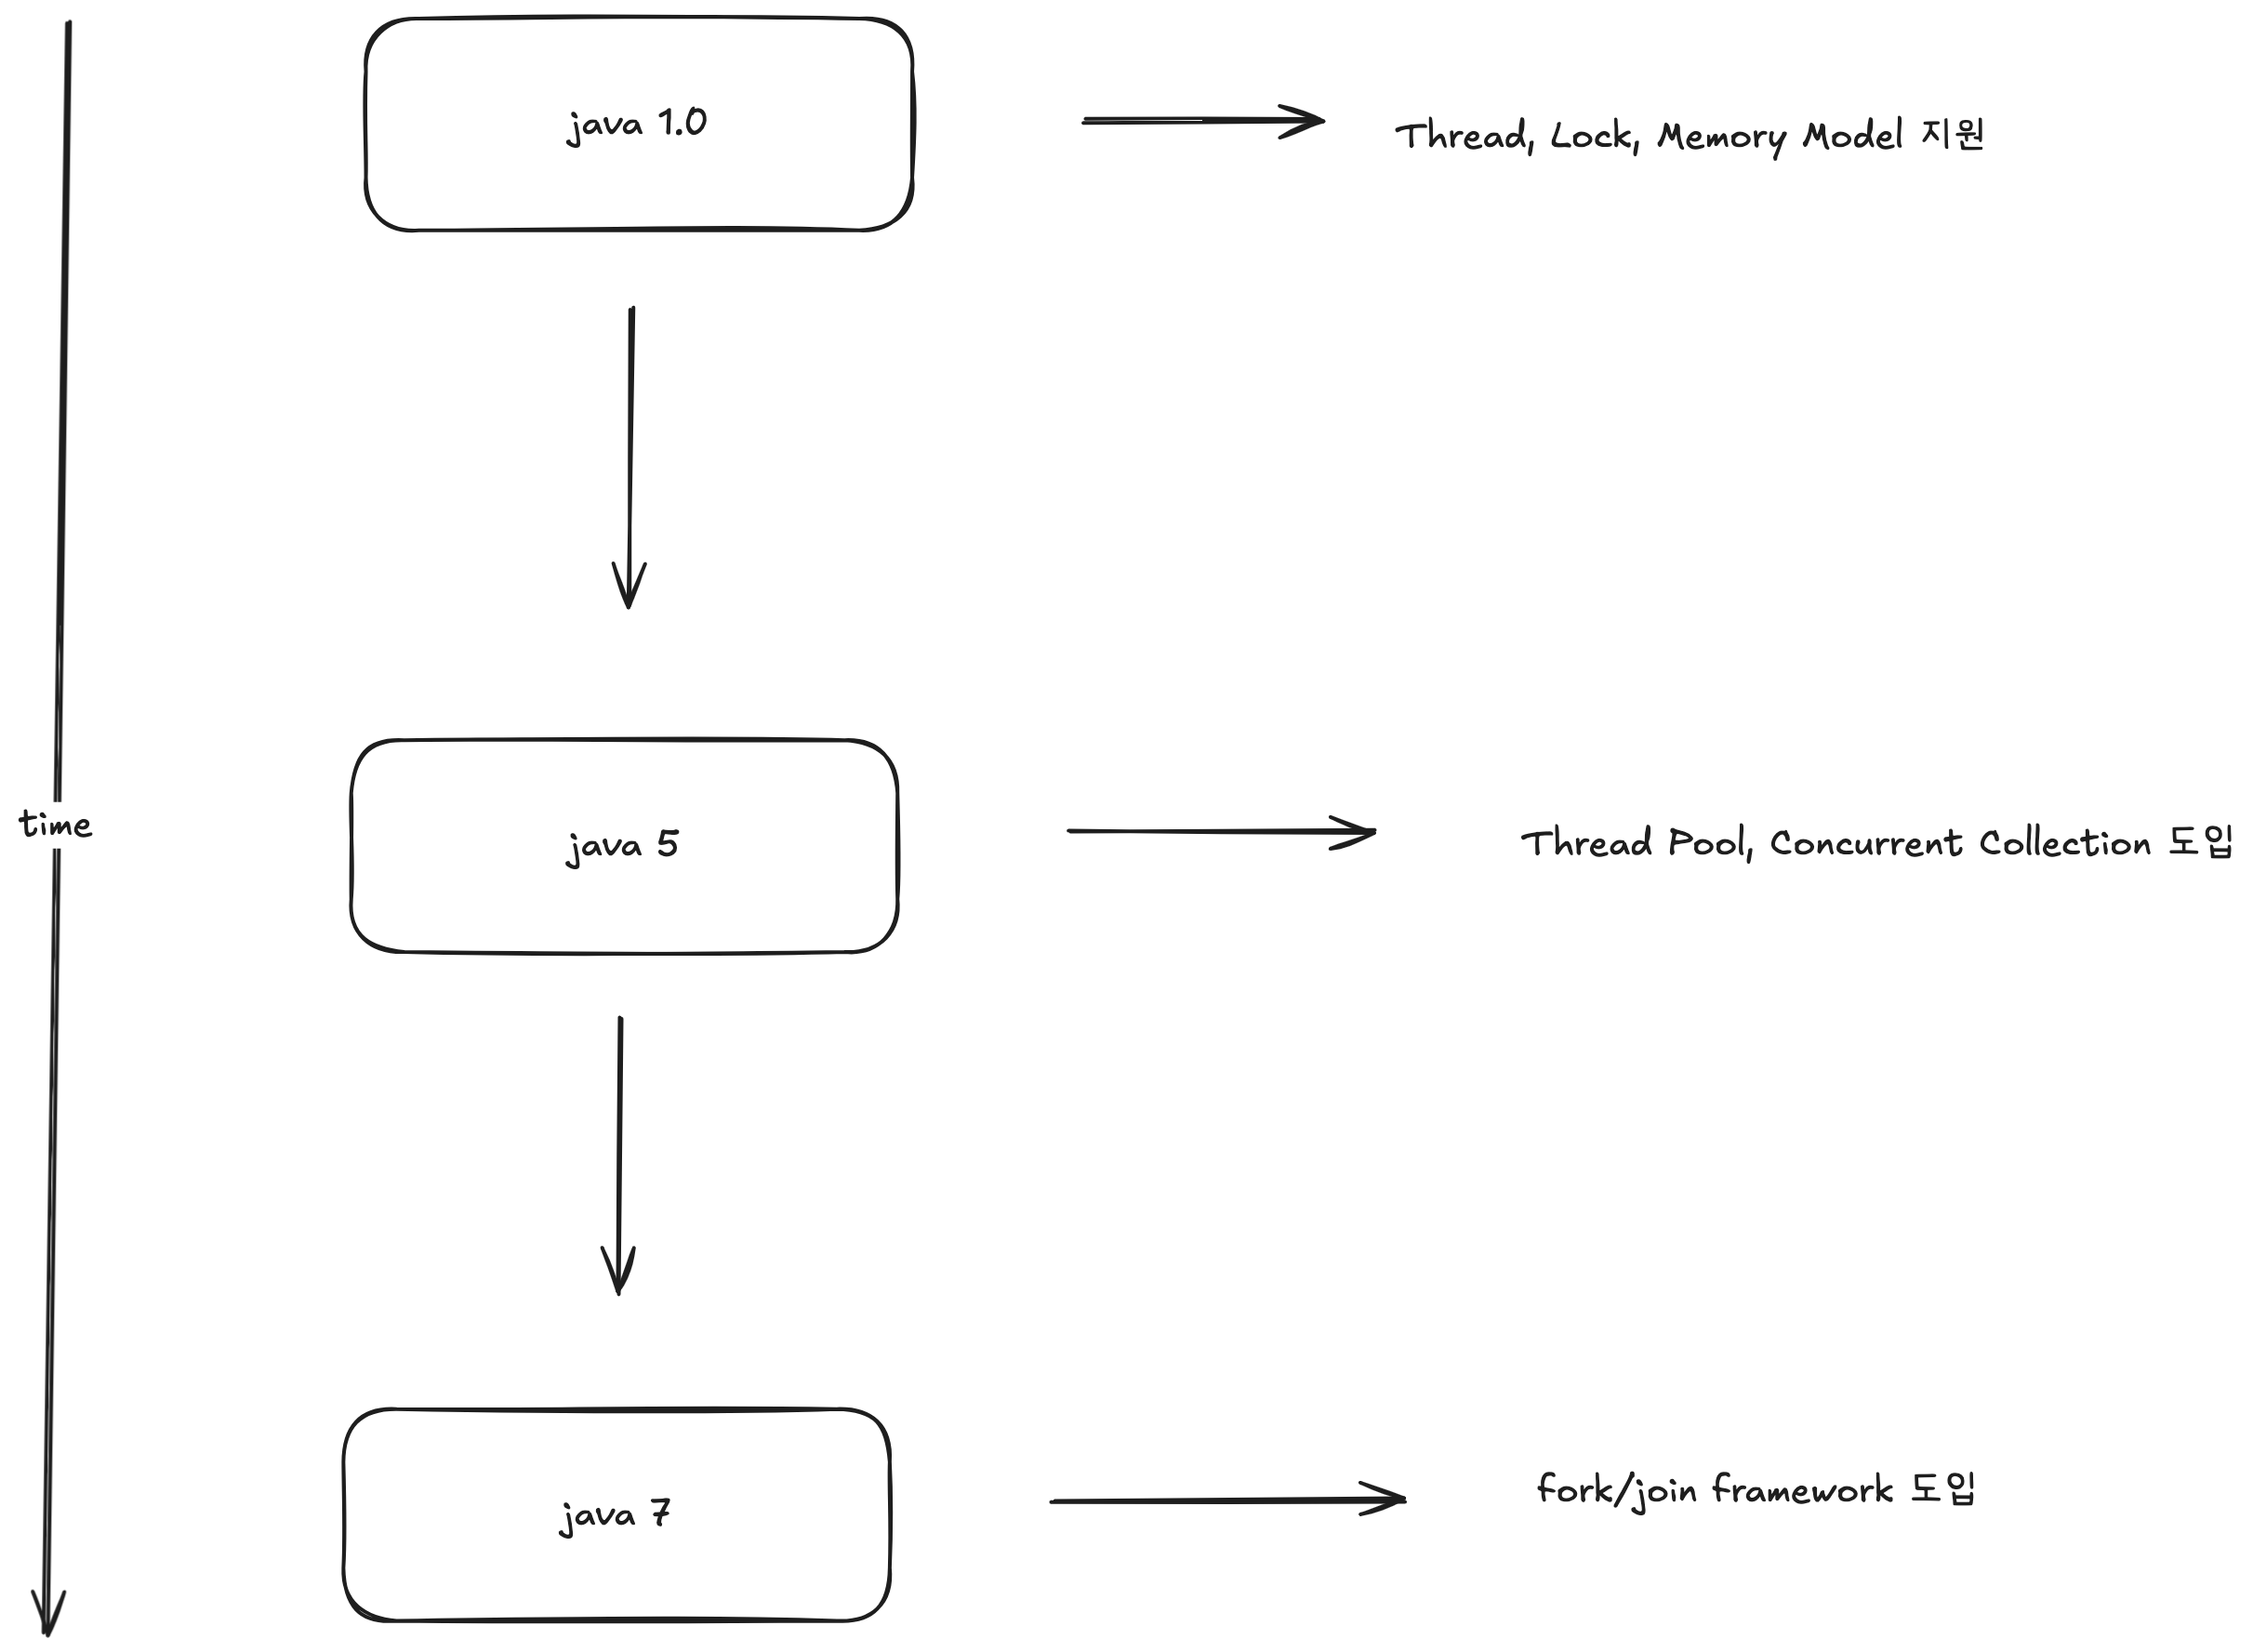 java 1.0
Thread, Lock, Memory Model 지원
time
java 5
Thread Pool, Concurrent Collection 도입
java 7
fork/join framework 도입